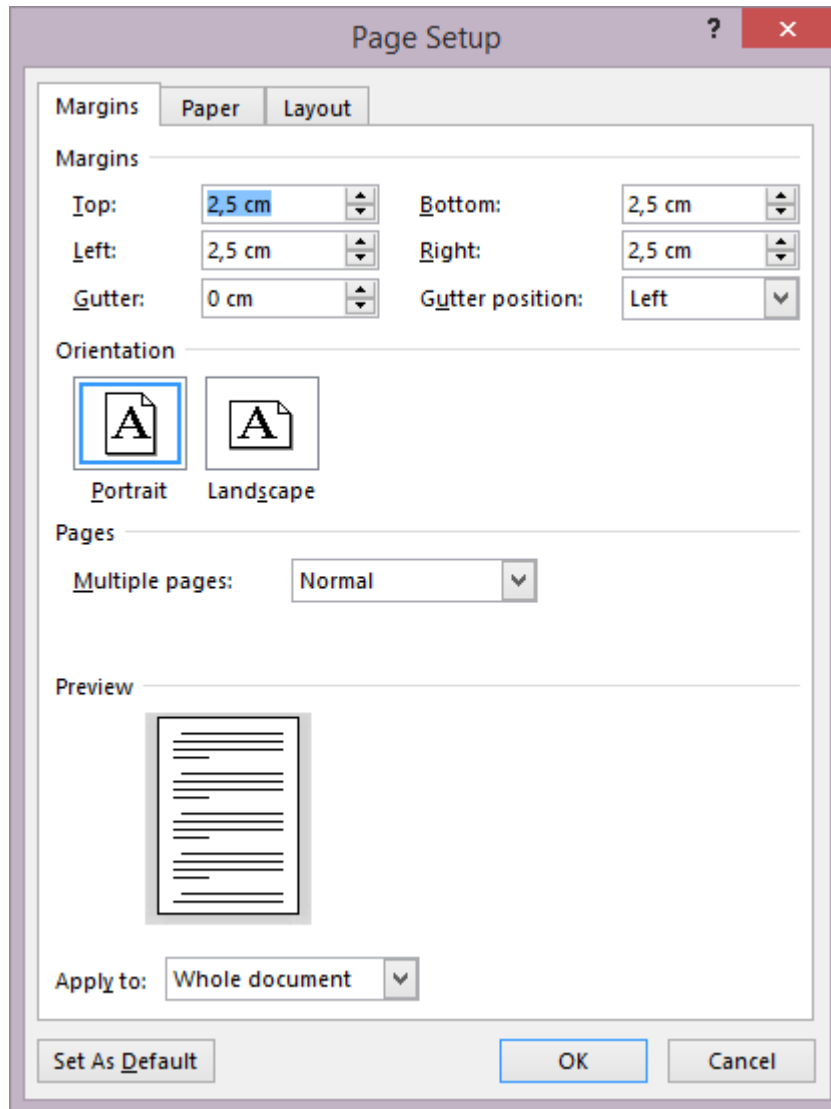 Page Setup ?
Margins Paper Layout
Margins
Top: 2,5 cm Bottom: 2,5 cm
Left: 2,5 cm Right: 2,5 cm
Gutter: 0 cm Gutter position: Left
Orientation
A A
Portrait Landscape
Pages
Multiple pages: Normal
Preview
Apply to: Whole document
Set As Default OK Cancel